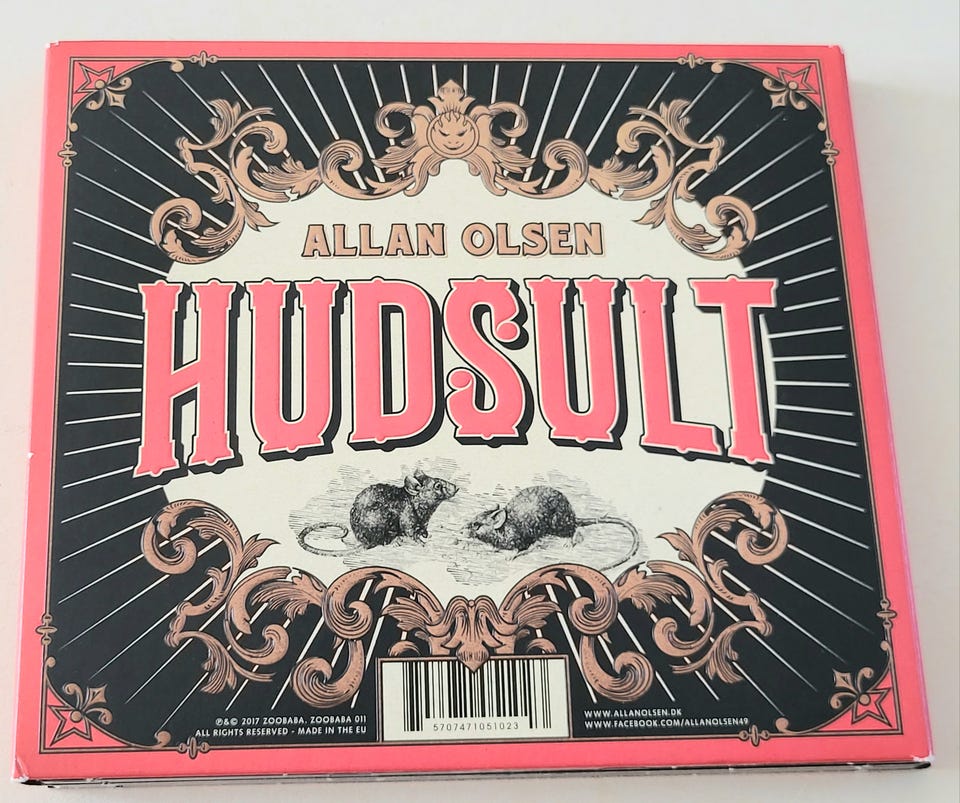 ALLAN OLSEN
HUDSULT
℗&© 2017 ZOOBABA. ZOOBABA 011
ALL RIGHTS RESERVED - MADE IN THE EU
5707471051023
WWW.ALLANOLSEN.DK
WWW.FACEBOOK.COM/ALLANOLSEN49